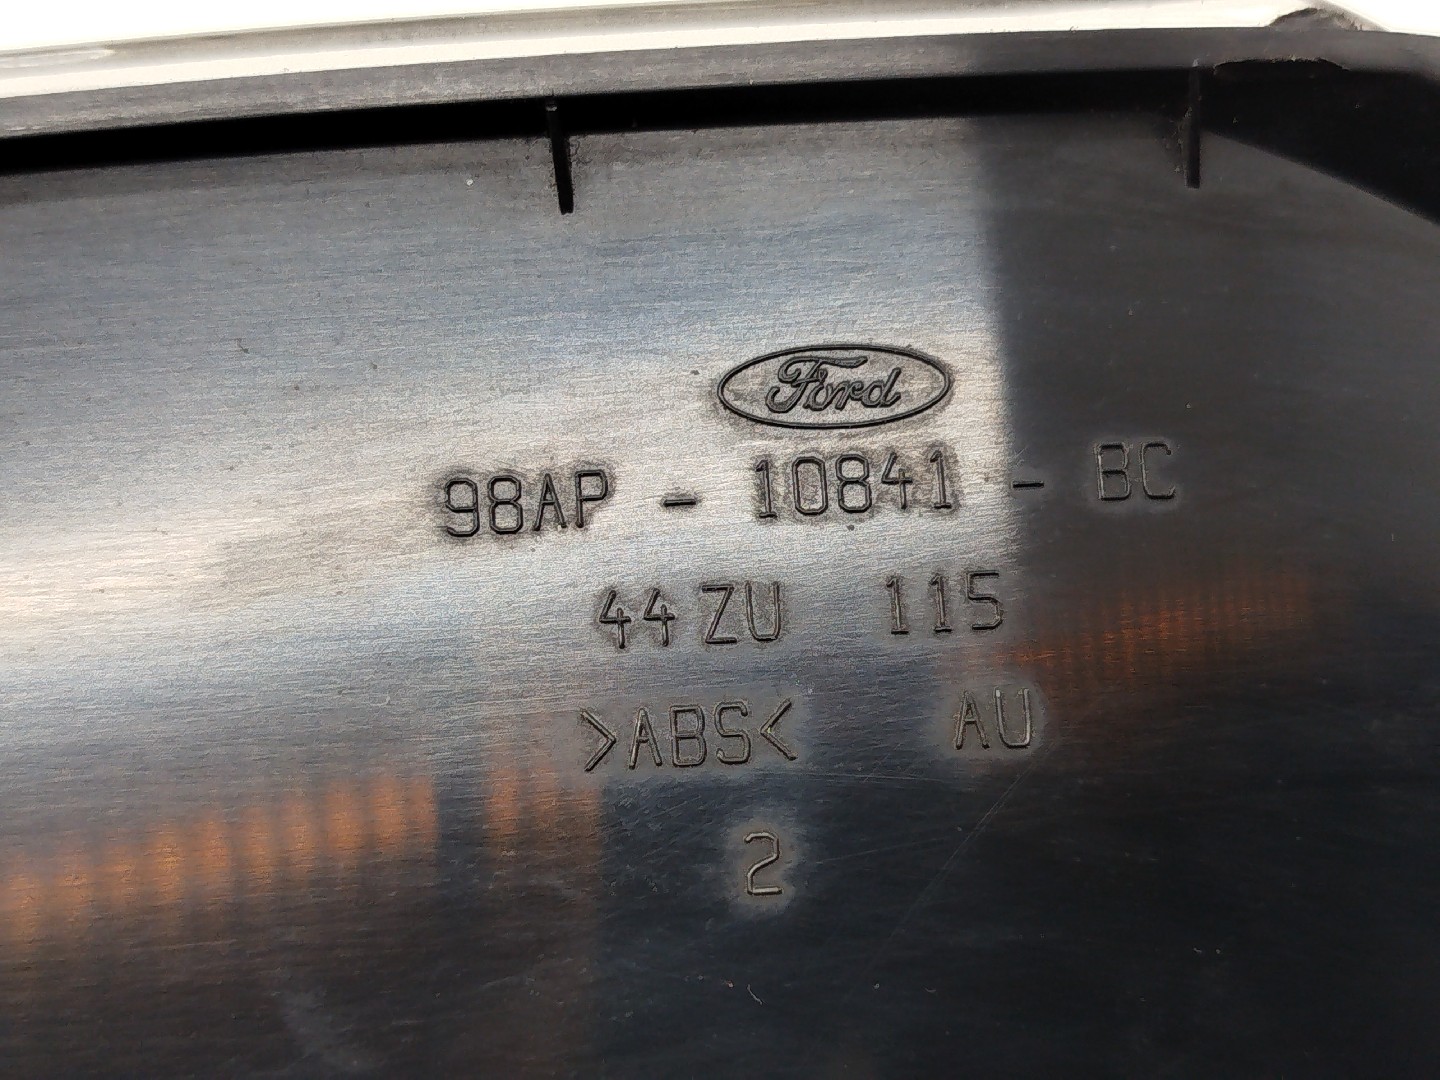 Ford
98AP - 10841 - BC
44ZU 115
>ABS< AU
2